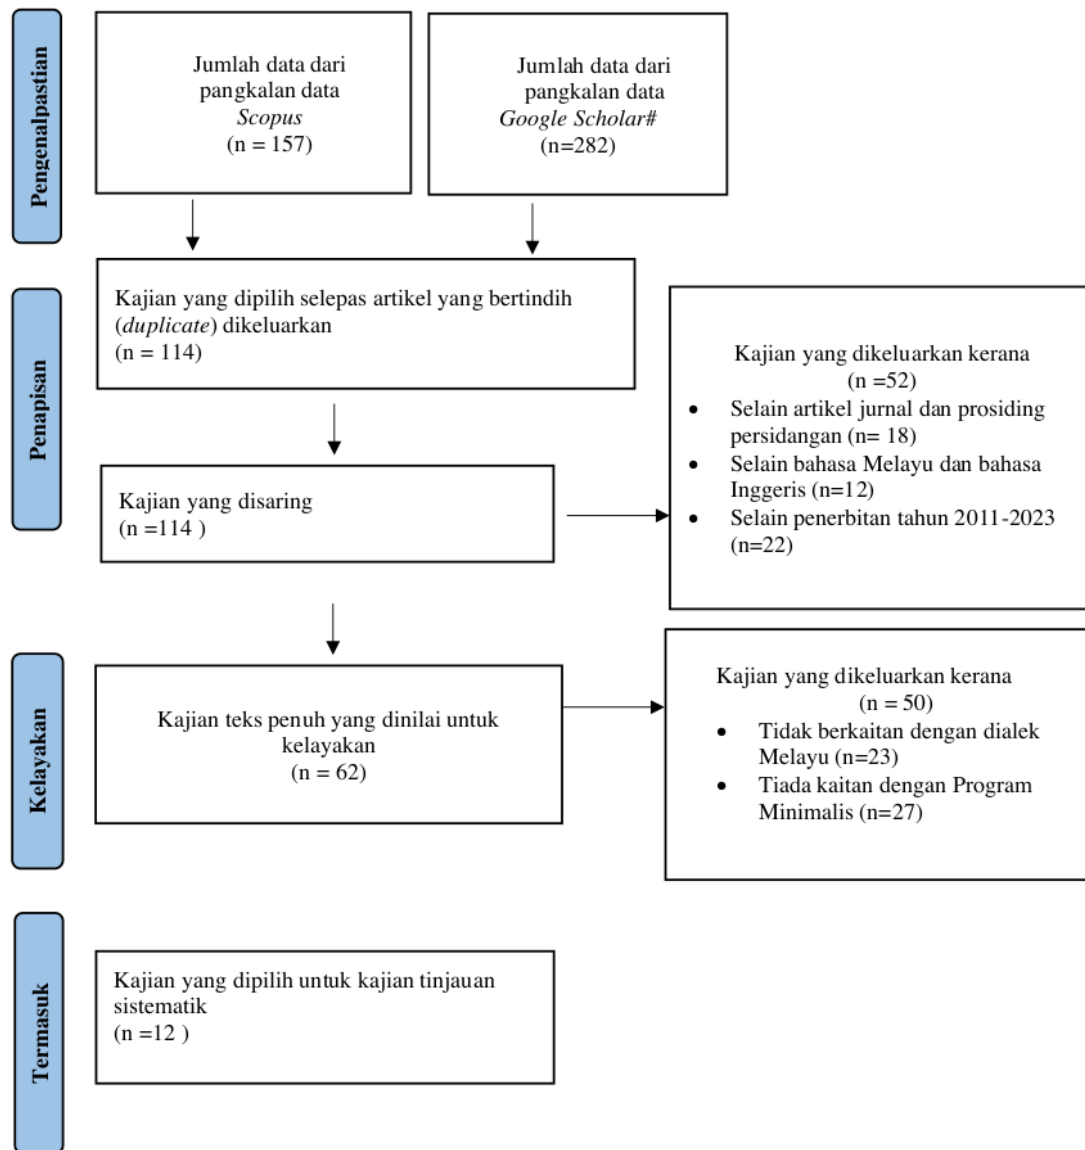 Pengenalpastian
Jumlah data dari
pangkalan data
Scopus
(n = 157)
Jumlah data dari
pangkalan data
Google Scholar#
(n=282)
Penapisan
Kajian yang dipilih selepas artikel yang bertindih
(duplicate) dikeluarkan
(n = 114)
Kajian yang disaring
(n =114 )
Kajian yang dikeluarkan kerana
(n =52)
• Selain artikel jurnal dan prosiding
persidangan (n= 18)
• Selain bahasa Melayu dan bahasa
Inggeris (n=12)
• Selain penerbitan tahun 2011-2023
(n=22)
Kelayakan
Kajian teks penuh yang dinilai untuk
kelayakan
(n = 62)
Kajian yang dikeluarkan kerana
(n = 50)
• Tidak berkaitan dengan dialek
Melayu (n=23)
• Tiada kaitan dengan Program
Minimalis (n=27)
Termasuk
Kajian yang dipilih untuk kajian tinjauan
sistematik
(n =12 )